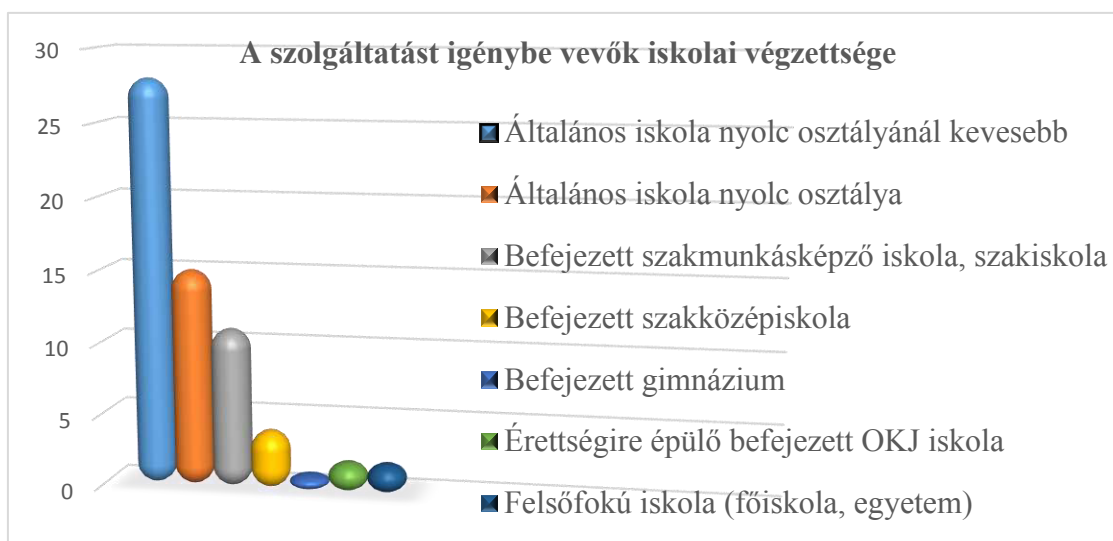 A szolgáltatást igénybe vevők iskolai végzettsége
30
25
20
15
10
5
0
Általános iskola nyolc osztályánál kevesebb
Általános iskola nyolc osztálya
Befejezett szakmunkásképző iskola, szakiskola
Befejezett szakközépiskola
Befejezett gimnázium
Érettségire épülő befejezett OKJ iskola
Felsőfokú iskola (főiskola, egyetem)